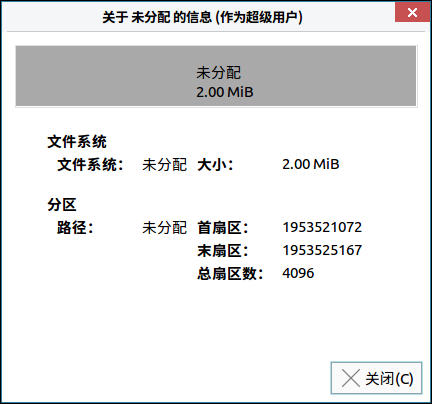 关于 未分配 的信息 (作为超级用户)
未分配
2.00 MiB
文件系统
文件系统： 未分配 大小： 2.00 MiB
分区
路径： 未分配 首扇区： 1953521072
末扇区： 1953525167
总扇区数： 4096
关闭(C)